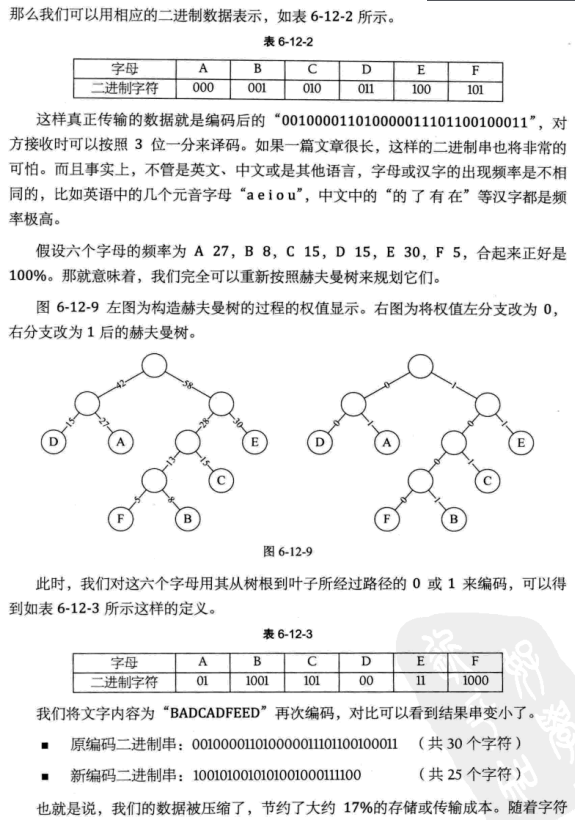 那么我们可以用相应的二进制数据表示，如表 6-12-2 所示。
表 6-12-2
字母 A B C D E F
二进制字符 000 001 010 011 100 101
这样真正传输的数据就是编码后的“001000011010000011101100100011”，对
方接收时可以按照 3 位一分来译码。如果一篇文章很长，这样的二进制串也将非常的
可怕。而且事实上，不管是英文、中文或是其他语言，字母或汉字的出现频率是不相
同的，比如英语中的几个元音字母“a e i o u”，中文中的“的 了 有 在”等汉字都是频
率极高。
假设六个字母的频率为 A 27，B 8，C 15，D 15，E 30，F 5，合起来正好是
100%。那就意味着，我们完全可以重新按照赫夫曼树来规划它们。
图 6-12-9 左图为构造赫夫曼树的过程的权值显示。右图为将权值左分支改为 0，
右分支改为 1 后的赫夫曼树。
42 58 0 1
15 27 28 30 0 1 0 1
D A E D A E
13 15 0 1
C C
5 8 0 1
F B F B
图 6-12-9
此时，我们对这六个字母用其从树根到叶子所经过路径的 0 或 1 来编码，可以得
到如表 6-12-3 所示这样的定义。
表 6-12-3
字母 A B C D E F
二进制字符 01 1001 101 00 11 1000
我们将文字内容为“BADCADFEED”再次编码，对比可以看到结果串变小了。
■ 原编码二进制串：001000011010000011101100100011 （共 30 个字符）
■ 新编码二进制串：1001010010101001000111100 （共 25 个字符）
也就是说，我们的数据被压缩了，节约了大约 17%的存储或传输成本。随着字符